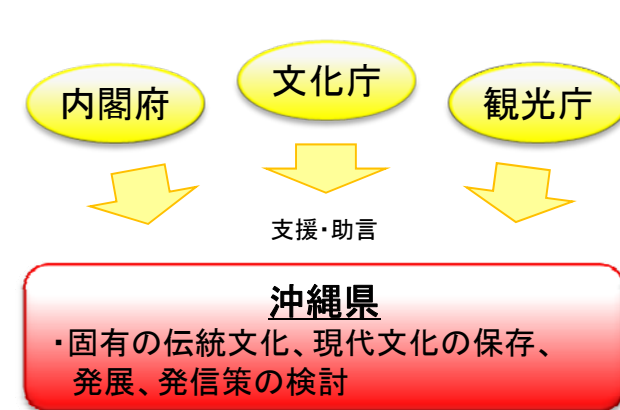 内閣府
文化庁
観光庁
支援・助言
沖縄県
・固有の伝統文化、現代文化の保存、
発展、発信策の検討